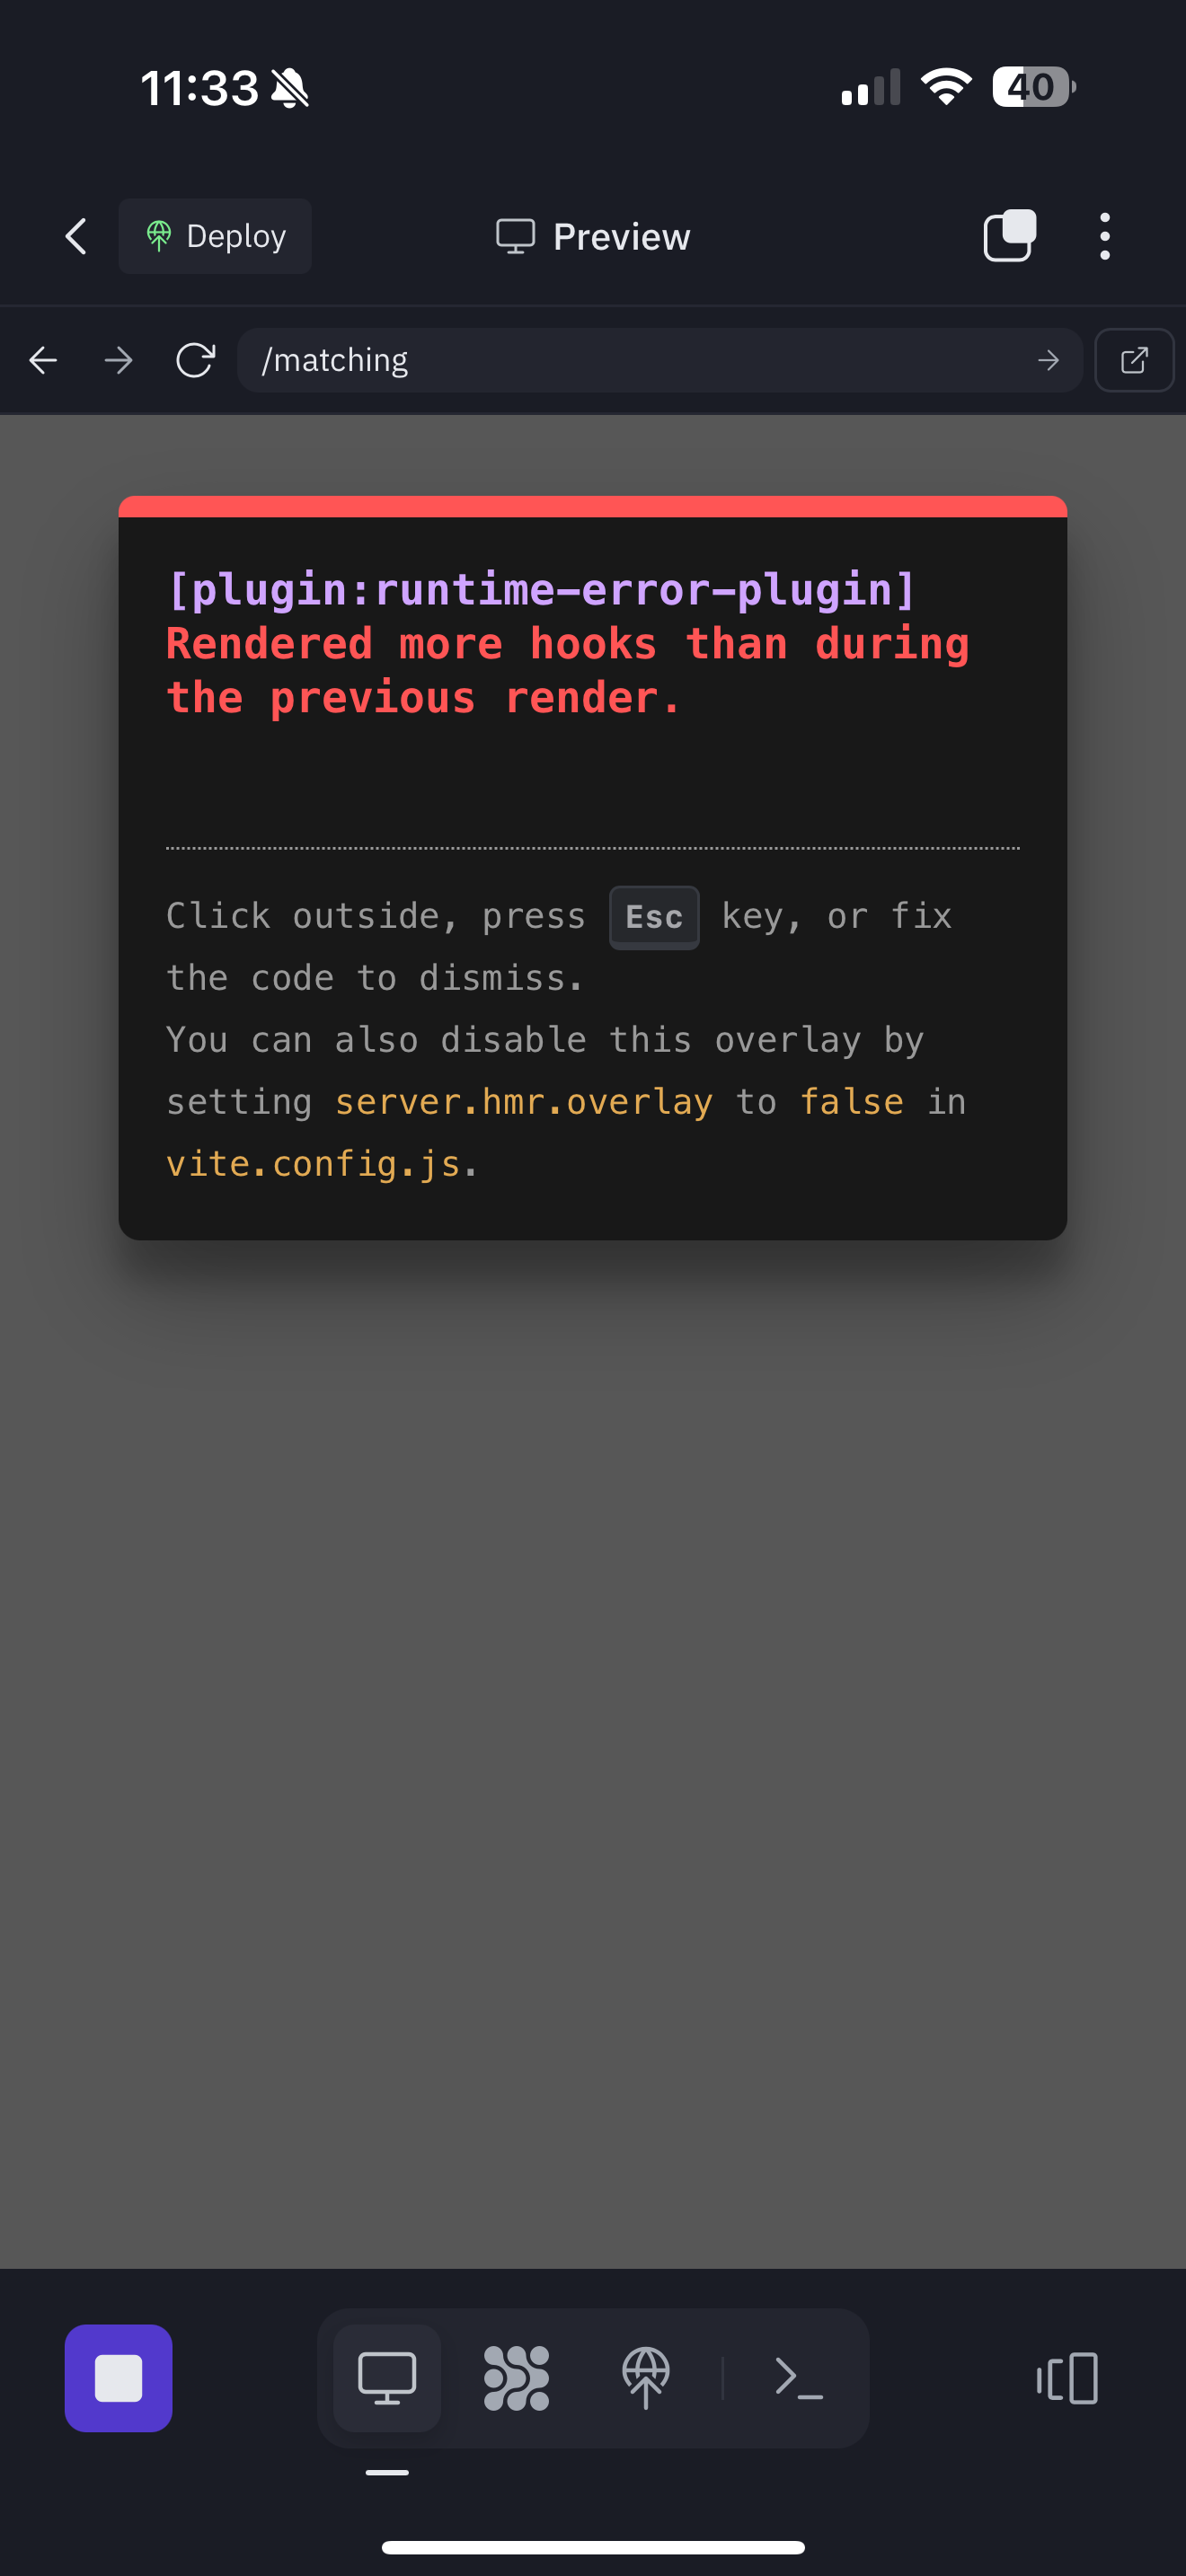 11:33
40
Deploy
Preview
/matching
[plugin:runtime-error-plugin]
Rendered more hooks than during
the previous render.
Click outside, press Esc key, or fix
the code to dismiss.
You can also disable this overlay by
setting server.hmr.overlay to false in
vite.config.js.